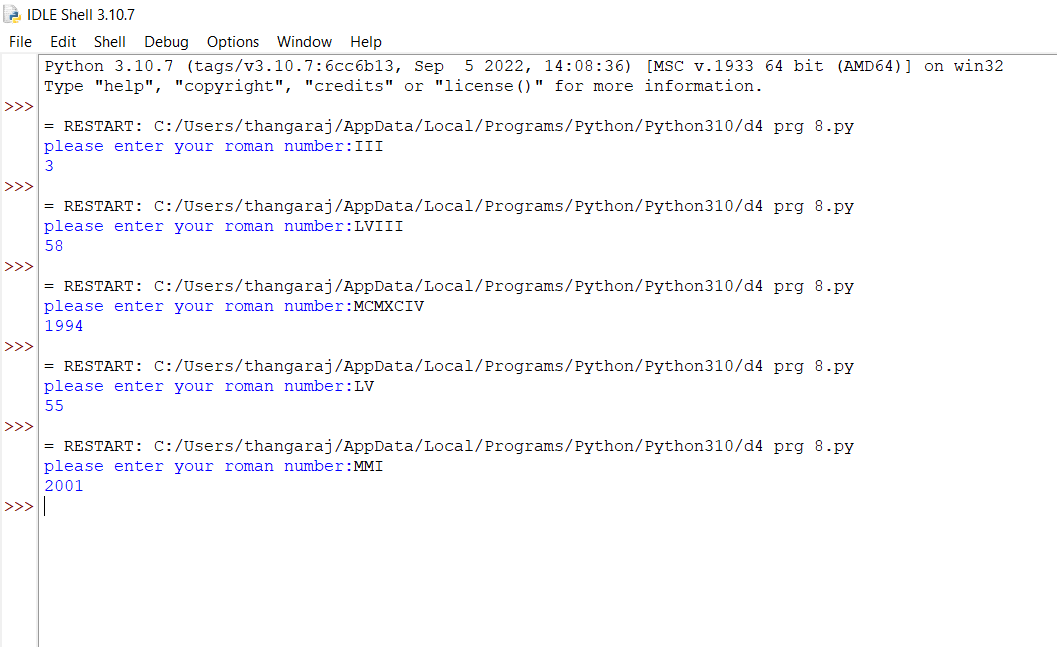 IDLE Shell 3.10.7
File Edit Shell Debug Options Window Help
Python 3.10.7 (tags/v3.10.7:6cc6b13, Sep  5 2022, 14:08:36) [MSC v.1933 64 bit (AMD64)] on win32
Type "help", "copyright", "credits" or "license()" for more information.
>>>
= RESTART: C:/Users/thangaraj/AppData/Local/Programs/Python/Python310/d4 prg 8.py
please enter your roman number:III
3
>>>
= RESTART: C:/Users/thangaraj/AppData/Local/Programs/Python/Python310/d4 prg 8.py
please enter your roman number:LVIII
58
>>>
= RESTART: C:/Users/thangaraj/AppData/Local/Programs/Python/Python310/d4 prg 8.py
please enter your roman number:MCMXCIV
1994
>>>
= RESTART: C:/Users/thangaraj/AppData/Local/Programs/Python/Python310/d4 prg 8.py
please enter your roman number:LV
55
>>>
= RESTART: C:/Users/thangaraj/AppData/Local/Programs/Python/Python310/d4 prg 8.py
please enter your roman number:MMI
2001
>>>